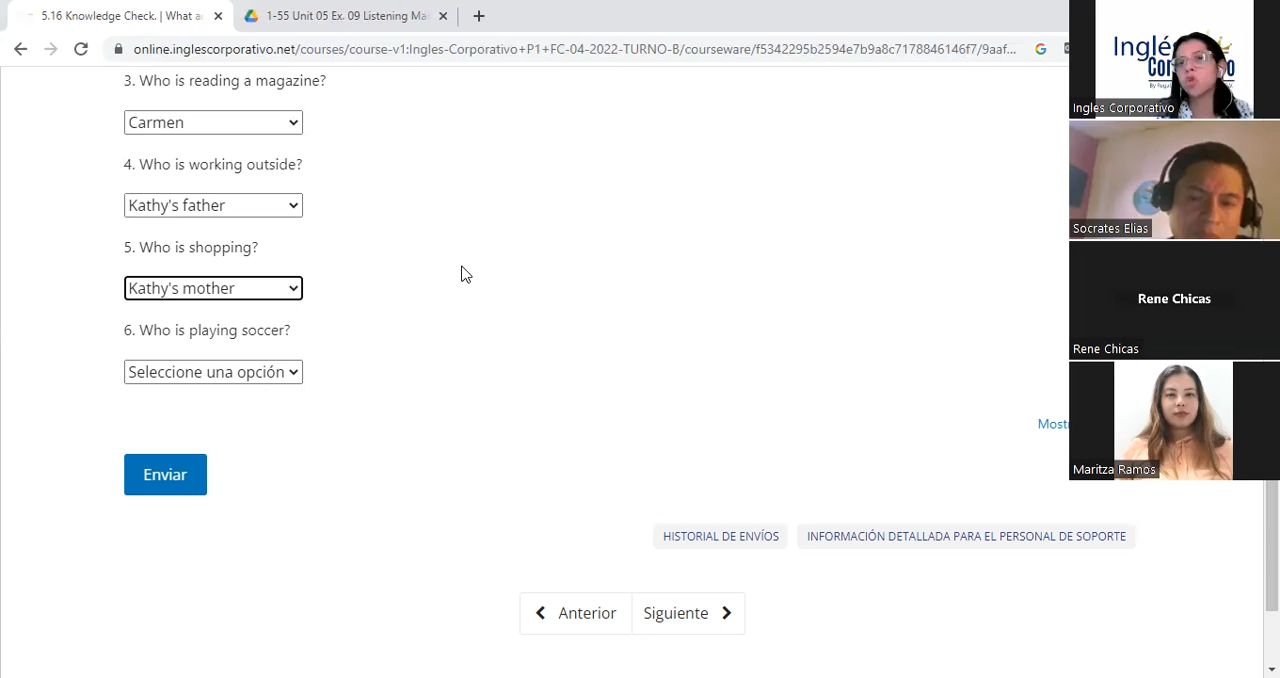 5.16 Knowledge Check. | What a
1-55 Unit 05 Ex. 09 Listening Ma
online.inglescorporativo.net/courses/course-v1:Ingles-Corporativo+P1+FC-04-2022-TURNO-B/courseware/f5342295b2594e7b9a8c7178846146f7/9aaf...
3. Who is reading a magazine?
Carmen
4. Who is working outside?
Kathy's father
5. Who is shopping?
Kathy's mother
6. Who is playing soccer?
Seleccione una opción
Most
Enviar
HISTORIAL DE ENVÍOS
INFORMACIÓN DETALLADA PARA EL PERSONAL DE SOPORTE
Anterior
Siguiente
Ingles Corporativo
Socrates Elias
Rene Chicas
Rene Chicas
Maritza Ramos